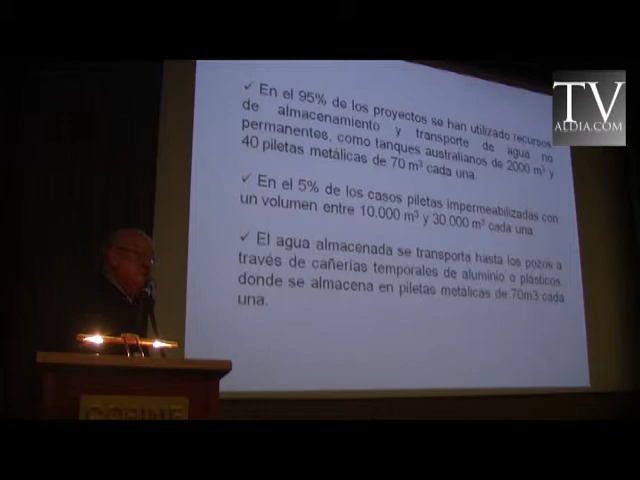 TV
ALDIA.COM
✓ En el 95% de los proyectos se han utilizado recursos
de almacenamiento y transporte de agua no
permanentes, como tanques australianos de 2000 m³ y
40 piletas metálicas de 70 m³ cada una.
✓ En el 5% de los casos piletas impermeabilizadas con
un volumen entre 10.000 m³ y 30.000 m³ cada una.
✓ El agua almacenada se transporta hasta los pozos a
través de cañerías temporales de aluminio o plásticos
donde se almacena en piletas metálicas de 70m3 cada
una.